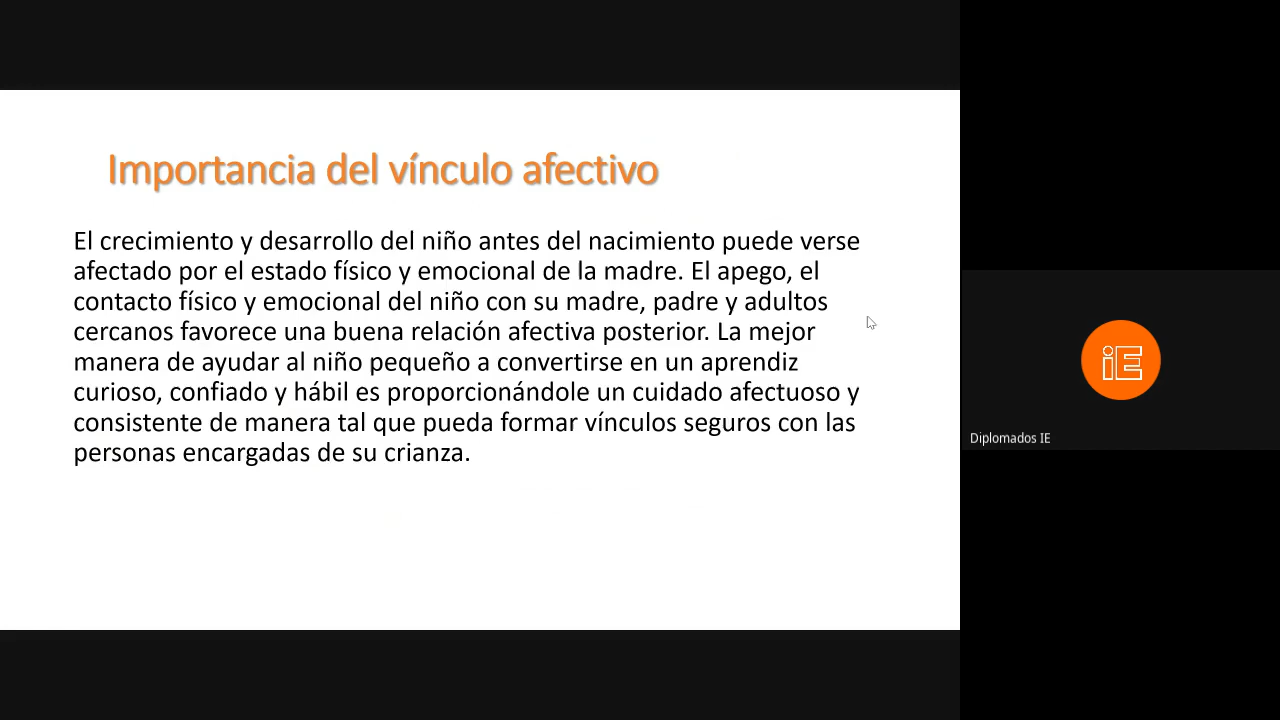 Importancia del vínculo afectivo
El crecimiento y desarrollo del niño antes del nacimiento puede verse
afectado por el estado físico y emocional de la madre. El apego, el
contacto físico y emocional del niño con su madre, padre y adultos
cercanos favorece una buena relación afectiva posterior. La mejor
manera de ayudar al niño pequeño a convertirse en un aprendiz
curioso, confiado y hábil es proporcionándole un cuidado afectuoso y
consistente de manera tal que pueda formar vínculos seguros con las
personas encargadas de su crianza.
iE
Diplomados IE